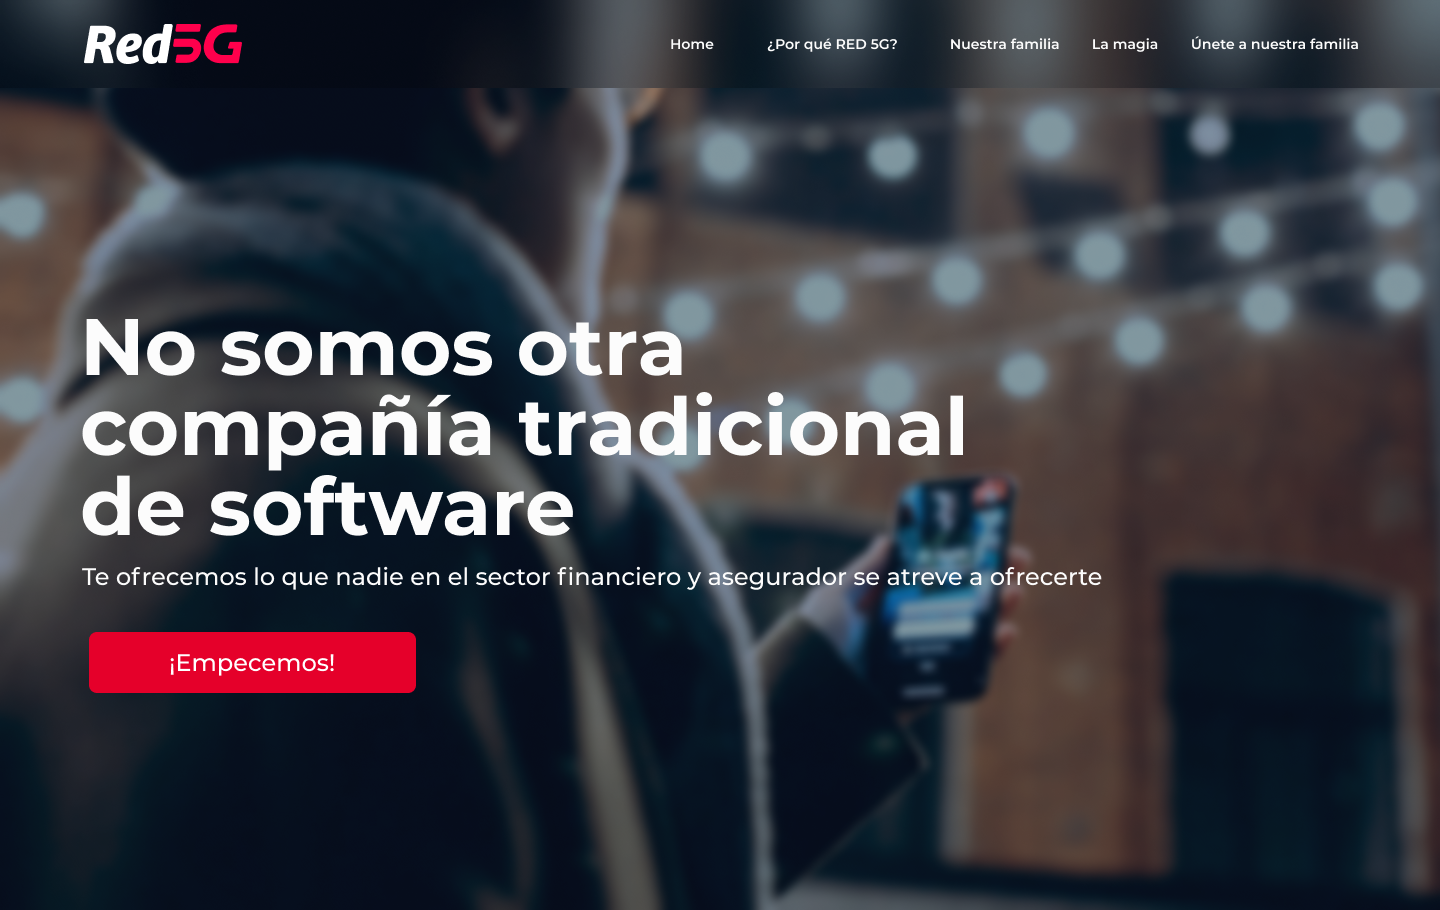 Red5G
Home
¿Por qué RED 5G?
Nuestra familia
La magia
Únete a nuestra familia
No somos otra
compañía tradicional
de software
Te ofrecemos lo que nadie en el sector financiero y asegurador se atreve a ofrecerte
¡Empecemos!